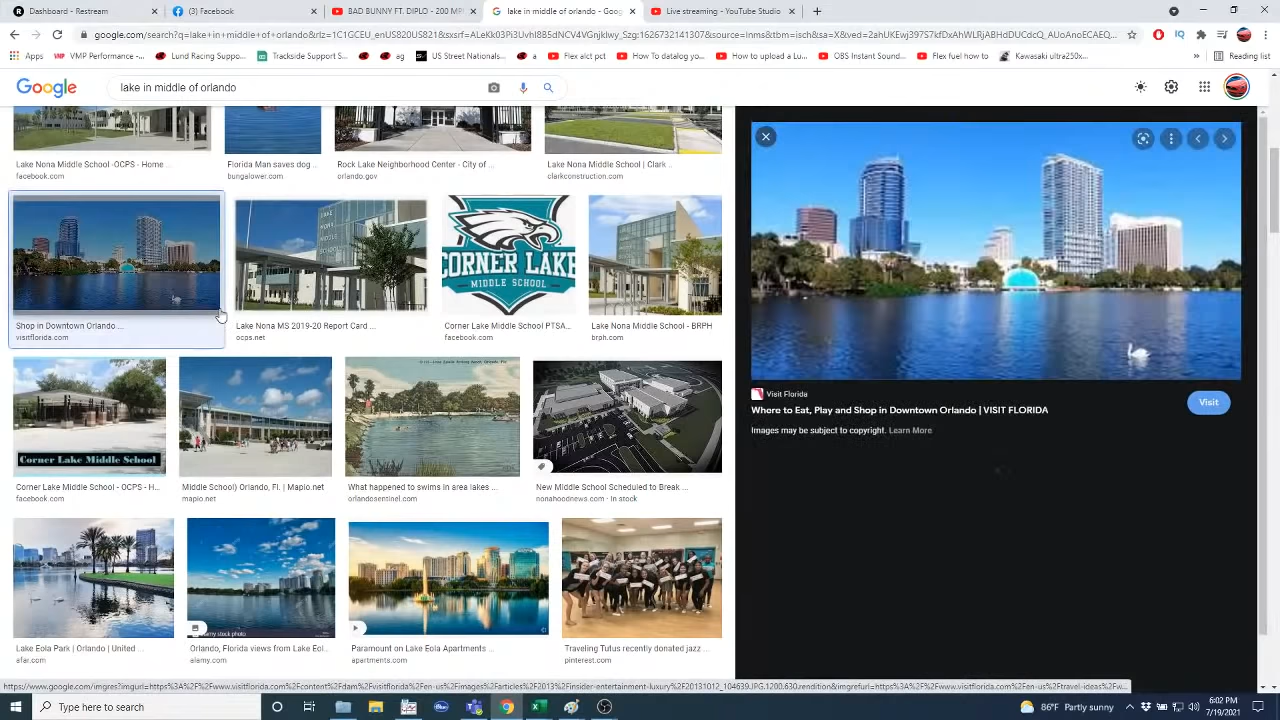 Dashboard
(3) Facebook
BAD BUNNY FT. DIPLO - 200 MP
lake in middle of orlando - Goo
Live streaming - YouTube Studio
Apps
VMP Performance -...
Lund Racing Suppo...
Tradeshow Support S...
eg
a
US Street Nationals...
a
Flex alct pct
How To datalog yo...
How to upload a Lu...
OBS Instant Sound...
Flex fuel how to
Kawasaki ultra250x...
Reading list
Google
lake in middle of orlando
Lake Nona Middle School -OCPS - Home ...
facebook.com
Florida Man saves dog ...
bungalower.com
Rock Lake Neighborhood Center - City of ...
orlando.gov
Lake Nona Middle School | Clark ...
clarkconstruction.com
CORNER LAKE
MIDDLE SCHOOL
Shop in Downtown Orlando ...
visitflorida.com
Lake Nona MS 2019-20 Report Card ...
ocps.net
Corner Lake Middle School PTSA...
facebook.com
Lake Nona Middle School - BRPH
brph.com
Visit Florida
Where to Eat, Play and Shop in Downtown Orlando | VISIT FLORIDA
Visit
Images may be subject to copyright. Learn More
Corner Lake Middle School
Corner Lake Middle School - OCPS - H...
facebook.com
Middle School) Orlando, Fl. | Mapio.net
mapio.net
What happened to swims in area lakes ...
orlandosentinel.com
New Middle School Scheduled to Break ...
nonahoodnews.com · In stock
alamy stock photo
Lake Eola Park | Orlando | United ...
afar.com
Orlando, Florida views from Lake Eol...
alamy.com
Paramount on Lake Eola Apartments ...
apartments.com
Traveling Tutus recently donated jazz ...
pinterest.com
Type here to search
86°F Partly sunny
6:02 PM
7/19/2021